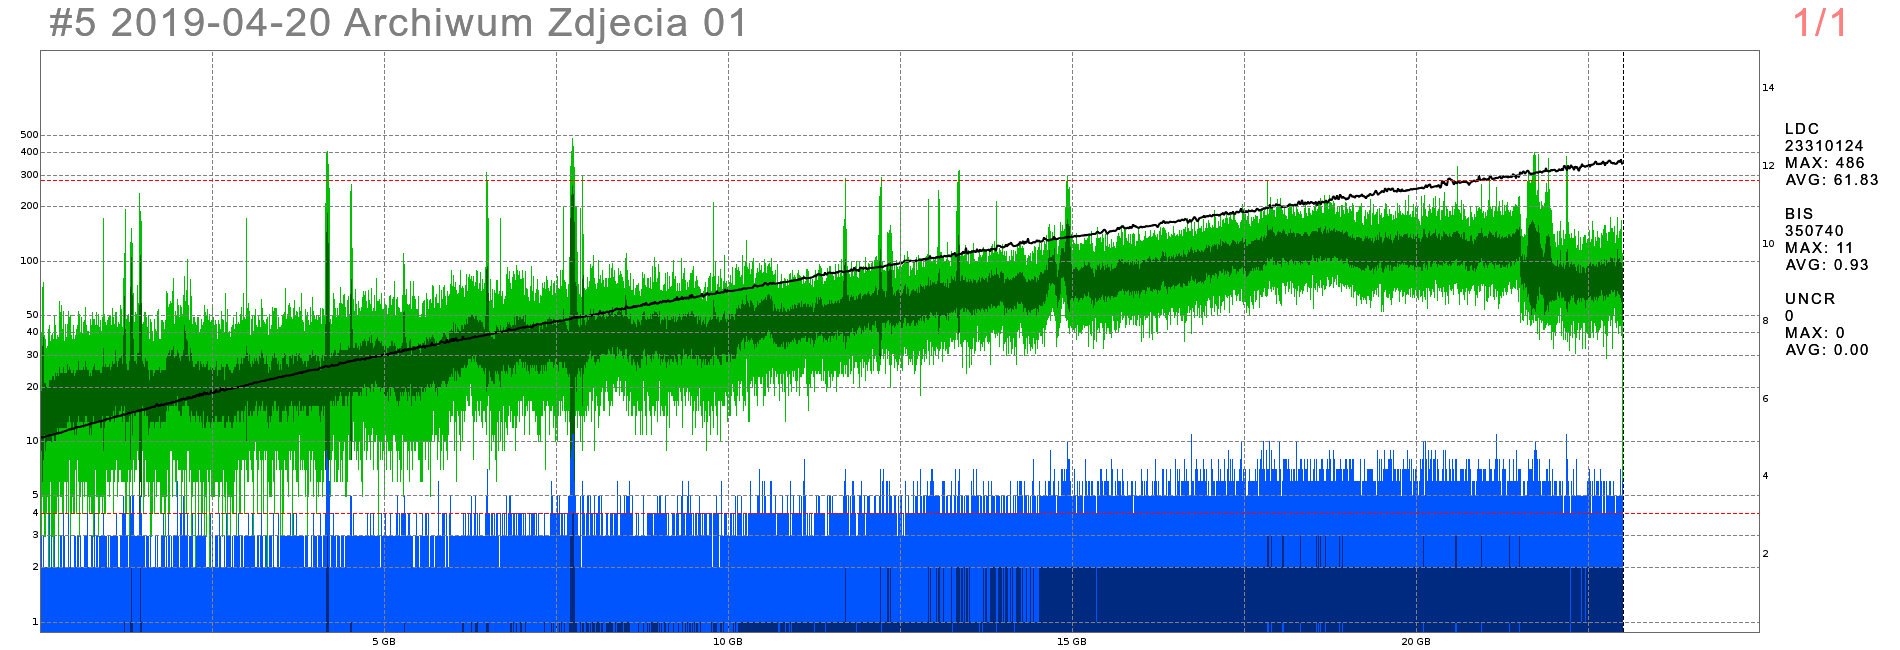 #5 2019-04-20 Archiwum Zdjecia 01
1/1
500
400
300
200
100
50
40
30
20
10
5
4
3
2
1
14
12
10
8
6
4
2
5 GB
10 GB
15 GB
20 GB
LDC
23310124
MAX: 486
AVG: 61.83
BIS
350740
MAX: 11
AVG: 0.93
UNCR
0
MAX: 0
AVG: 0.00